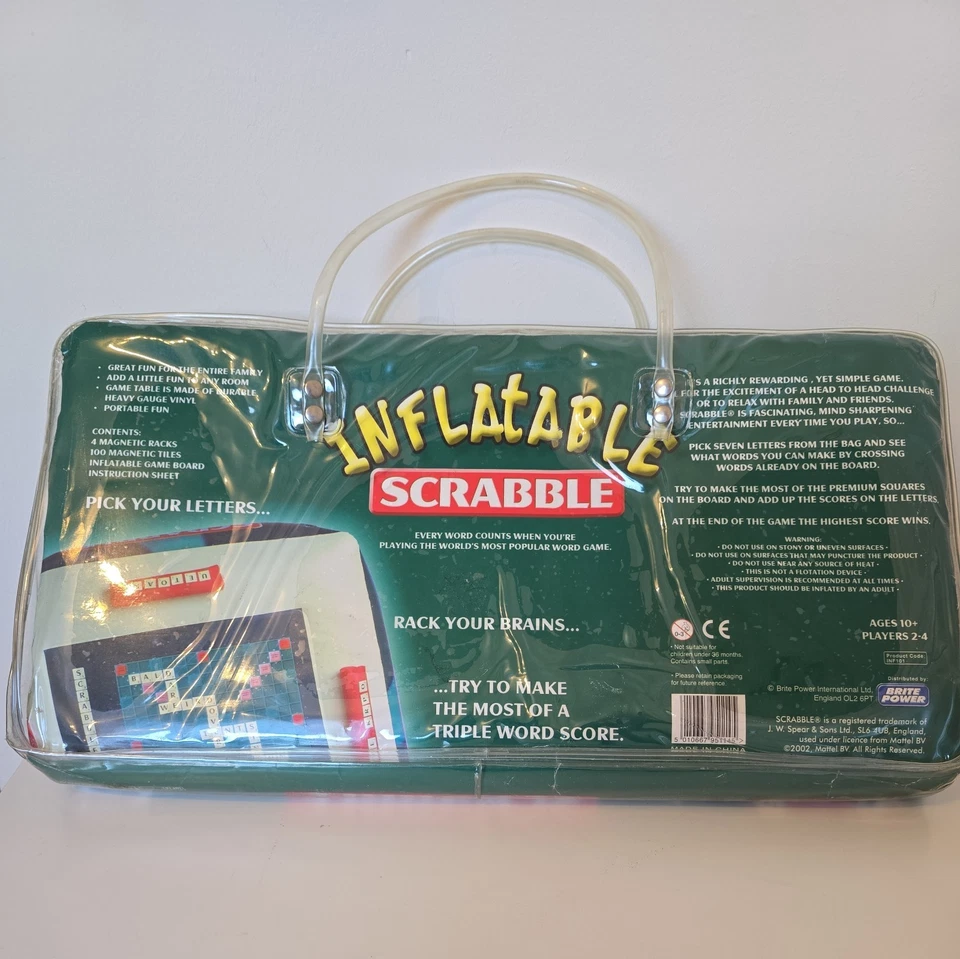 • GREAT FUN FOR THE ENTIRE FAMILY
• ADD A LITTLE FUN TO ANY ROOM
• GAME TABLE IS MADE OF DURABLE
HEAVY GAUGE VINYL
• PORTABLE FUN
CONTENTS:
4 MAGNETIC RACKS
100 MAGNETIC TILES
INFLATABLE GAME BOARD
INSTRUCTION SHEET
PICK YOUR LETTERS...
INFLATABLE
SCRABBLE
EVERY WORD COUNTS WHEN YOU'RE
PLAYING THE WORLD'S MOST POPULAR WORD GAME.
RACK YOUR BRAINS...
...TRY TO MAKE
THE MOST OF A
TRIPLE WORD SCORE.
IS A RICHLY REWARDING , YET SIMPLE GAME.
FOR THE EXCITEMENT OF A HEAD TO HEAD CHALLENGE
OR TO RELAX WITH FAMILY AND FRIENDS.
SCRABBLE® IS FASCINATING, MIND SHARPENING
ENTERTAINMENT EVERY TIME YOU PLAY, SO...
PICK SEVEN LETTERS FROM THE BAG AND SEE
WHAT WORDS YOU CAN MAKE BY CROSSING
WORDS ALREADY ON THE BOARD.
TRY TO MAKE THE MOST OF THE PREMIUM SQUARES
ON THE BOARD AND ADD UP THE SCORES ON THE LETTERS.
AT THE END OF THE GAME THE HIGHEST SCORE WINS.
WARNING:
• DO NOT USE ON STONY OR UNEVEN SURFACES •
• DO NOT USE ON SURFACES THAT MAY PUNCTURE THE PRODUCT •
• DO NOT USE NEAR ANY SOURCE OF HEAT •
• THIS IS NOT A FLOTATION DEVICE •
• ADULT SUPERVISION IS RECOMMENDED AT ALL TIMES •
• THIS PRODUCT SHOULD BE INFLATED BY AN ADULT •
0-3 CE
• Not suitable for
children under 36 months.
Contains small parts.
• Please retain packaging
for future reference.
MADE IN CHINA
AGES 10+
PLAYERS 2-4
Product Code:
INF151
Distributed by:
© Brite Power International Ltd.
England OL2 6PT
BRITE
POWER
SCRABBLE® is a registered trademark of
J. W. Spear & Sons Ltd., SL6 4UB, England,
used under licence from Mattel BV
©2002, Mattel BV. All Rights Reserved.